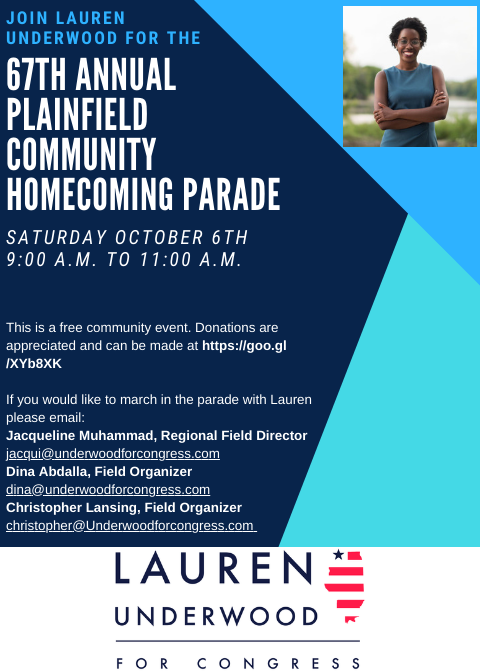 JOIN LAUREN
UNDERWOOD FOR THE
67TH ANNUAL
PLAINFIELD
COMMUNITY
HOMECOMING PARADE
SATURDAY OCTOBER 6TH
9:00 A.M. TO 11:00 A.M.
This is a free community event. Donations are
appreciated and can be made at https://goo.gl
/XYb8XK
If you would like to march in the parade with Lauren
please email:
Jacqueline Muhammad, Regional Field Director
jacqui@underwoodforcongress.com
Dina Abdalla, Field Organizer
dina@underwoodforcongress.com
Christopher Lansing, Field Organizer
christopher@Underwoodforcongress.com
LAUREN
UNDERWOOD
FOR CONGRESS